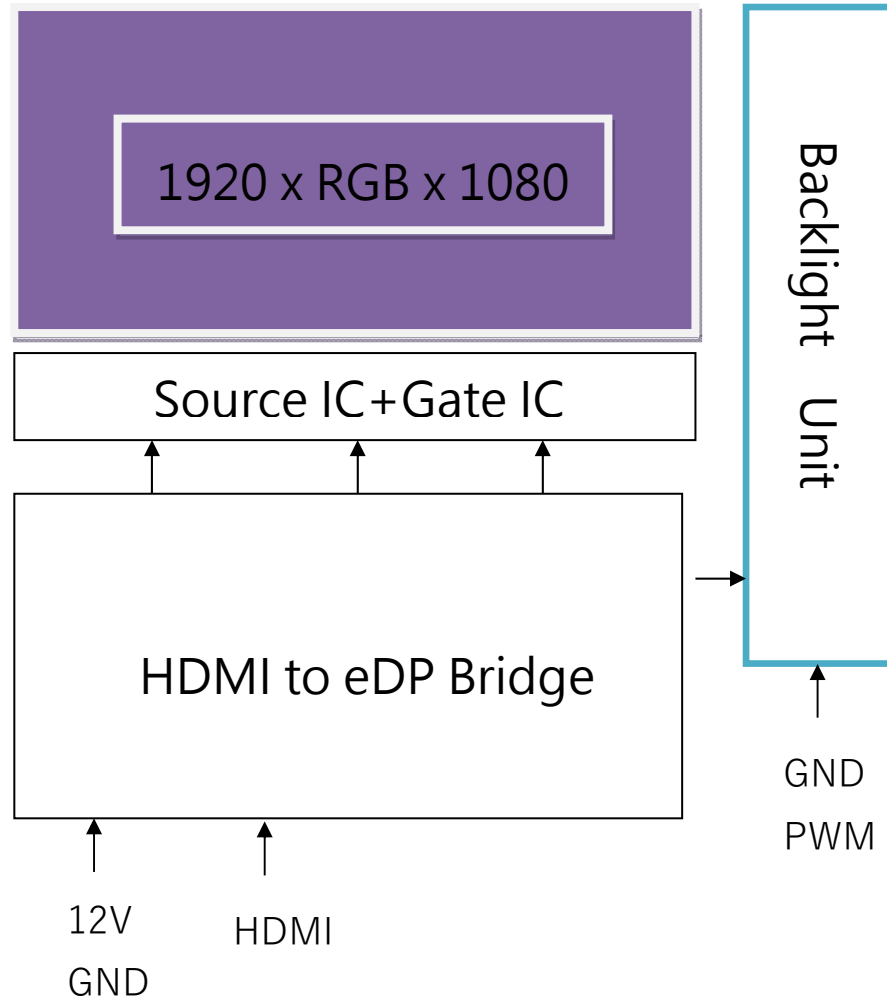 1920 x RGB x 1080
Source IC+Gate IC
HDMI to eDP Bridge
Backlight Unit
GND
PWM
12V
GND
HDMI